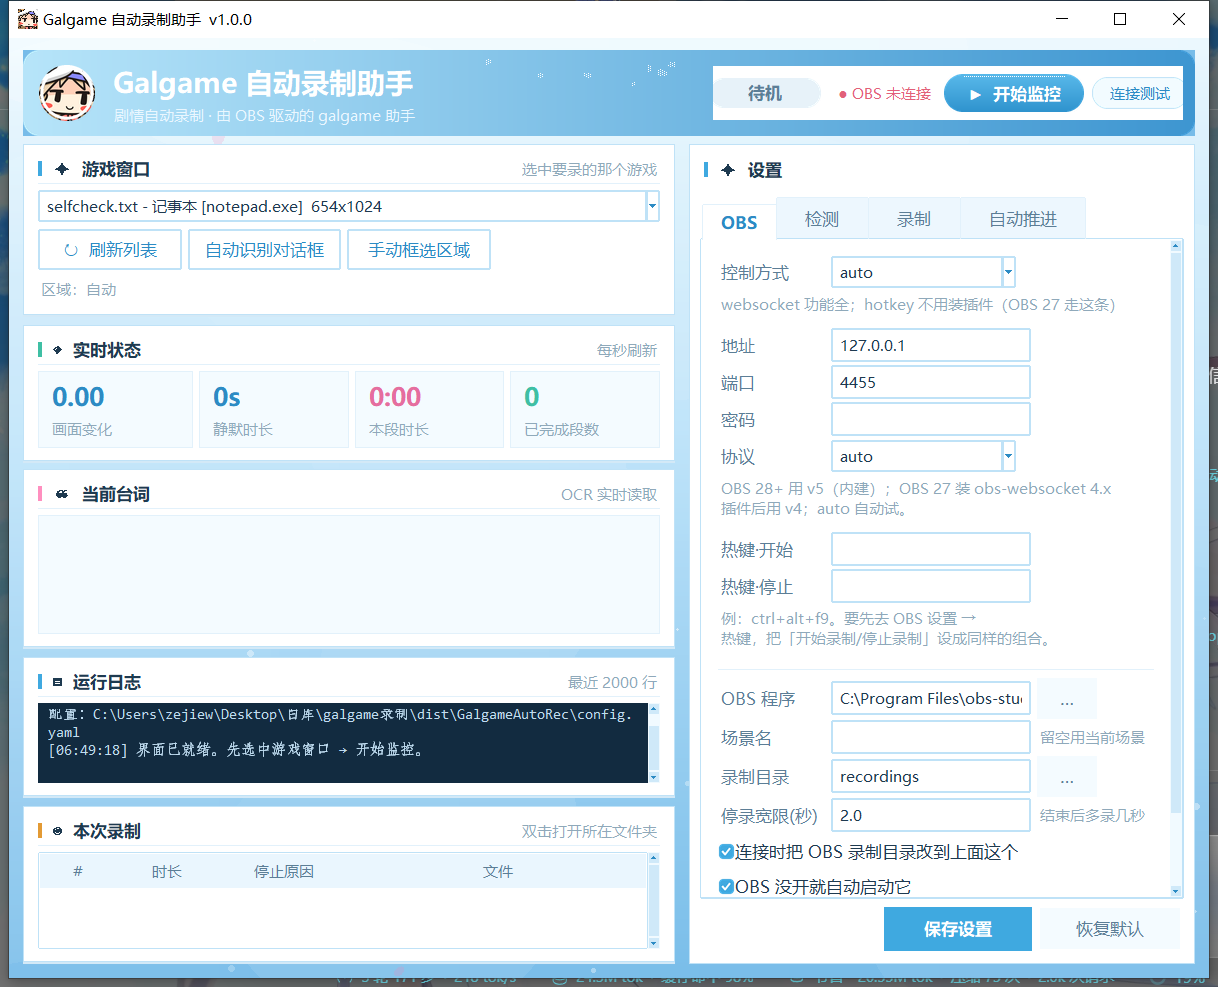 Galgame 自动录制助手 v1.0.0
Galgame 自动录制助手
剧情自动录制 · 由 OBS 驱动的 galgame 助手
待机
● OBS 未连接
▶ 开始监控
连接测试
游戏窗口
选中要录的那个游戏
selfcheck.txt - 记事本 [notepad.exe] 654x1024
刷新列表
自动识别对话框
手动框选区域
区域：自动
实时状态
每秒刷新
0.00
画面变化
0s
静默时长
0:00
本段时长
0
已完成段数
当前台词
OCR 实时读取
运行日志
最近 2000 行
配置: C:\Users\zejiew\Desktop\日库\galgame录制\dist\GalgameAutoRec\config.
yaml
[06:49:18] 界面已就绪。先选中游戏窗口 → 开始监控。
本次录制
双击打开所在文件夹
# 时长 停止原因 文件
设置
OBS 检测 录制 自动推进
控制方式 auto
websocket 功能全；hotkey 不用装插件（OBS 27 走这条）
地址 127.0.0.1
端口 4455
密码
协议 auto
OBS 28+ 用 v5（内建）；OBS 27 装 obs-websocket 4.x
插件后用 v4；auto 自动试。
热键·开始
热键·停止
例：ctrl+alt+f9。要先去 OBS 设置 →
热键，把「开始录制/停止录制」设成同样的组合。
OBS 程序 C:\Program Files\obs-stu ...
场景名 留空用当前场景
录制目录 recordings ...
停录宽限(秒) 2.0 结束后多录几秒
连接时把 OBS 录制目录改到上面这个
OBS 没开就自动启动它
保存设置
恢复默认